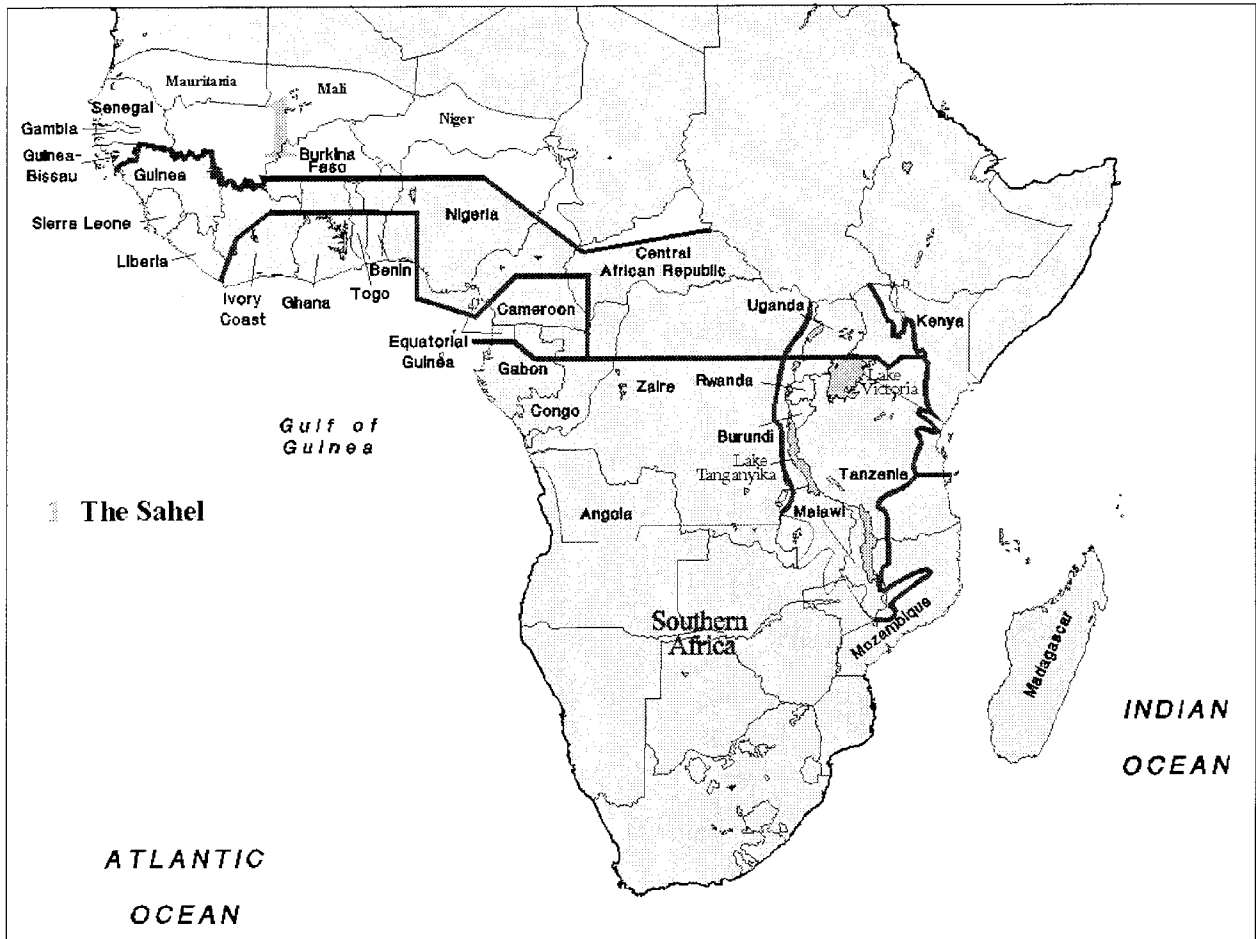 Mauritania
Mali
Niger
Senegal
Gambia
Guinea-
Bissau
Guinea
Burkina
Faso
Sierra Leone
Liberia
Ivory
Coast
Ghana
Togo
Benin
Nigeria
Central
African Republic
Cameroon
Equatorial
Guinea
Gabon
Congo
Zaire
Uganda
Kenya
Rwanda
Lake
Victoria
Burundi
Lake
Tanganyika
Tanzania
Gulf of
Guinea
The Sahel
Angola
Malawi
Southern
Africa
Mozambique
Madagascar
INDIAN
OCEAN
ATLANTIC
OCEAN